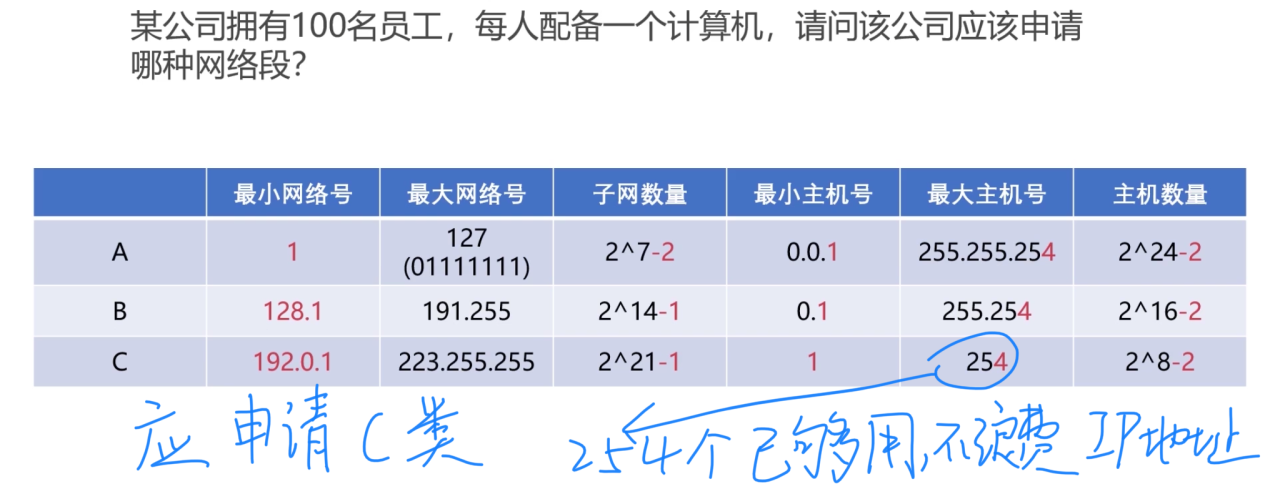 某公司拥有100名员工，每人配备一个计算机，请问该公司应该申请
哪种网络段？
最小网络号 最大网络号 子网数量 最小主机号 最大主机号 主机数量
A 1 127 (01111111) 2^7-2 0.0.1 255.255.254 2^24-2
B 128.1 191.255 2^14-1 0.1 255.254 2^16-2
C 192.0.1 223.255.255 2^21-1 1 254 2^8-2
应申请C类 254个已够用,不浪费IP地址